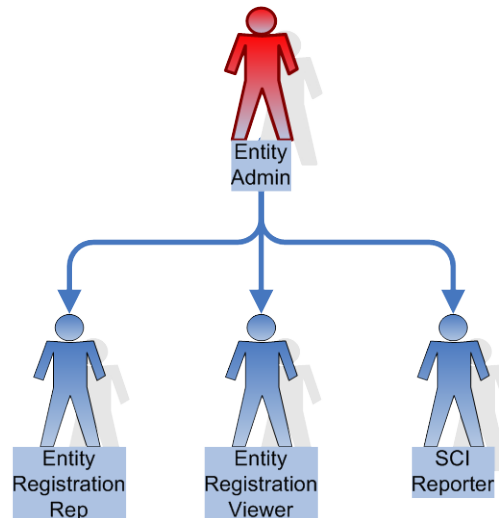 Entity
Admin
Entity
Registration
Rep
Entity
Registration
Viewer
SCI
Reporter